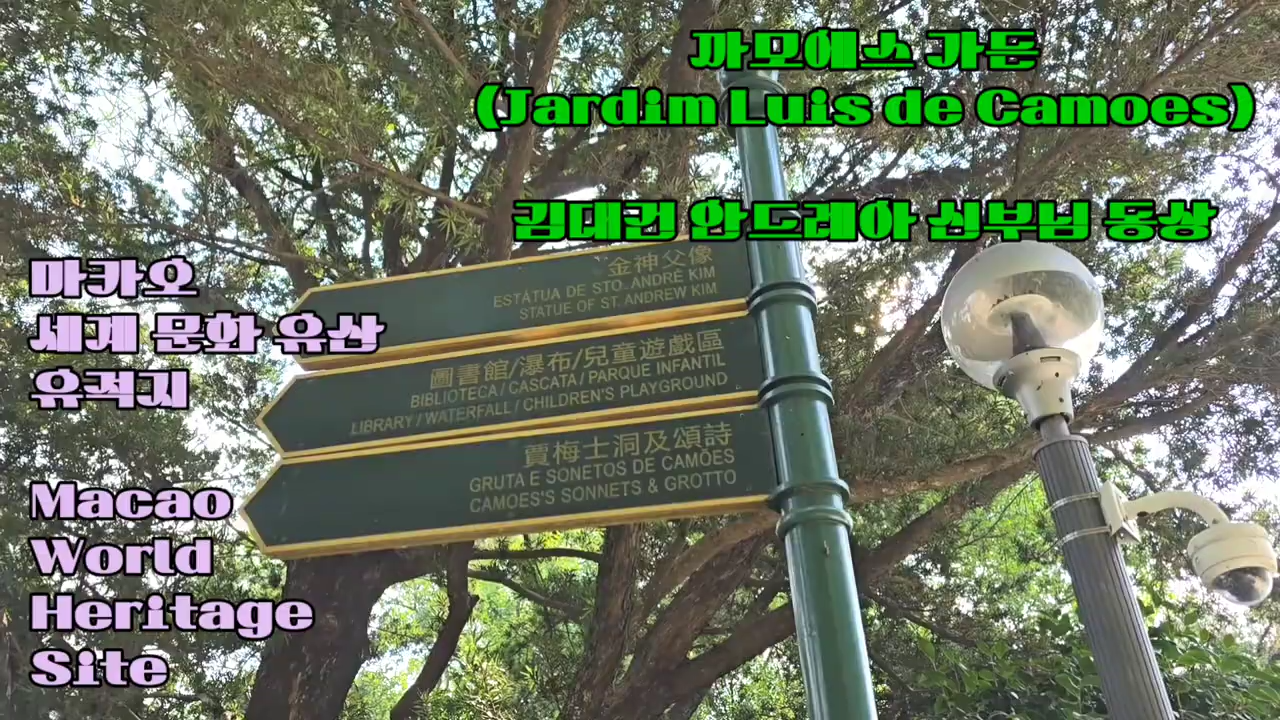 까모에스 가든
(Jardim Luis de Camoes)
김대건 안드레아 신부님 동상
마카오
세계 문화 유산
유적지
Macao
World
Heritage
Site
金神父像
ESTÁTUA DE STO. ANDRÉ KIM
STATUE OF ST. ANDREW KIM
圖書館/瀑布/兒童遊戲區
BIBLIOTECA / CASCATA / PARQUE INFANTIL
LIBRARY / WATERFALL / CHILDREN'S PLAYGROUND
賈梅士洞及頌詩
GRUTA E SONETOS DE CAMÕES
CAMOES'S SONNETS & GROTTO